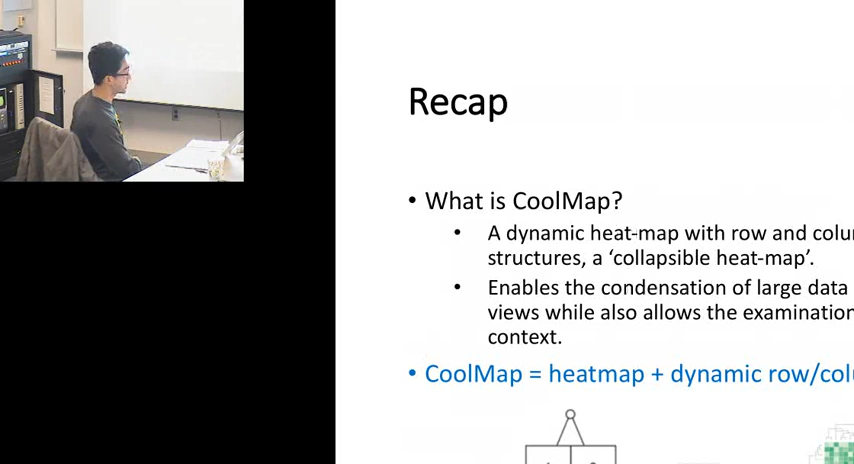 Recap
• What is CoolMap?
• A dynamic heat-map with row and colu
structures, a ‘collapsible heat-map’.
• Enables the condensation of large data
views while also allows the examination
context.
• CoolMap = heatmap + dynamic row/colu